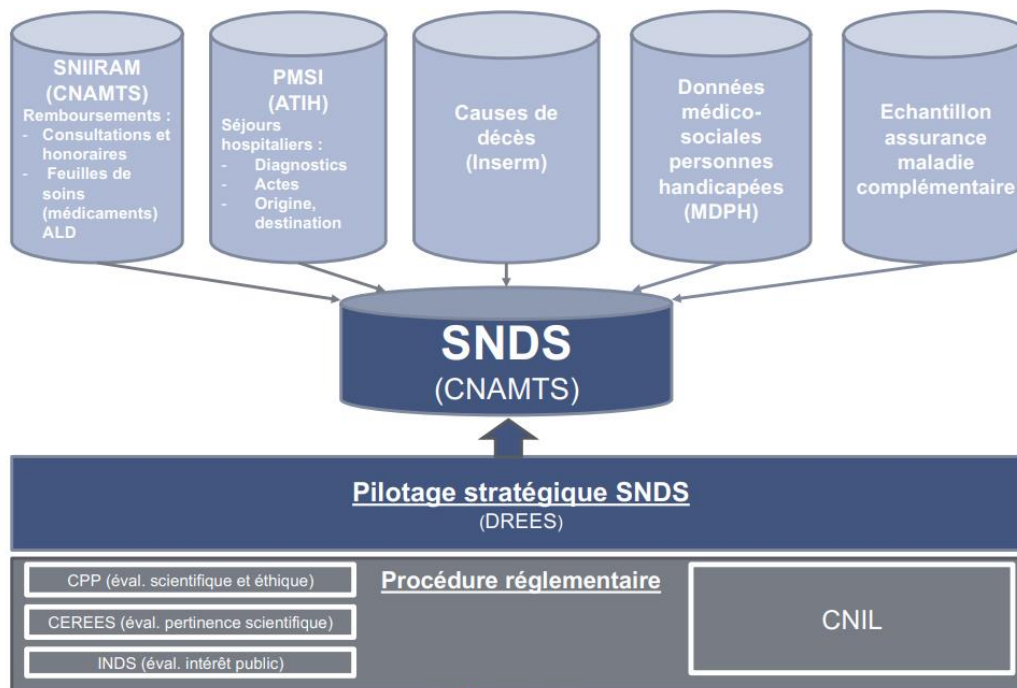 SNIIRAM
(CNAMTS)
Remboursements :
- Consultations et
honoraires
- Feuilles de
soins
(médicaments)
ALD
PMSI
(ATIH)
Séjours
hospitaliers :
- Diagnostics
- Actes
- Origine,
destination
Causes de
décès
(Inserm)
Données
médico-
sociales
personnes
handicapées
(MDPH)
Echantillon
assurance
maladie
complémentaire
SNDS
(CNAMTS)
Pilotage stratégique SNDS
(DREES)
Procédure réglementaire
CPP (éval. scientifique et éthique)
CEREES (éval. pertinence scientifique)
INDS (éval. intérêt public)
CNIL